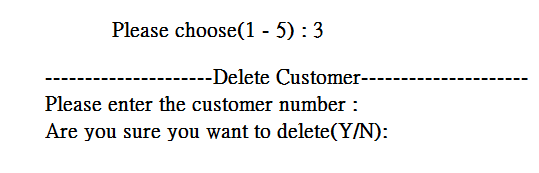 Please choose(1 - 5) : 3
---------------------Delete Customer---------------------
Please enter the customer number :
Are you sure you want to delete(Y/N):